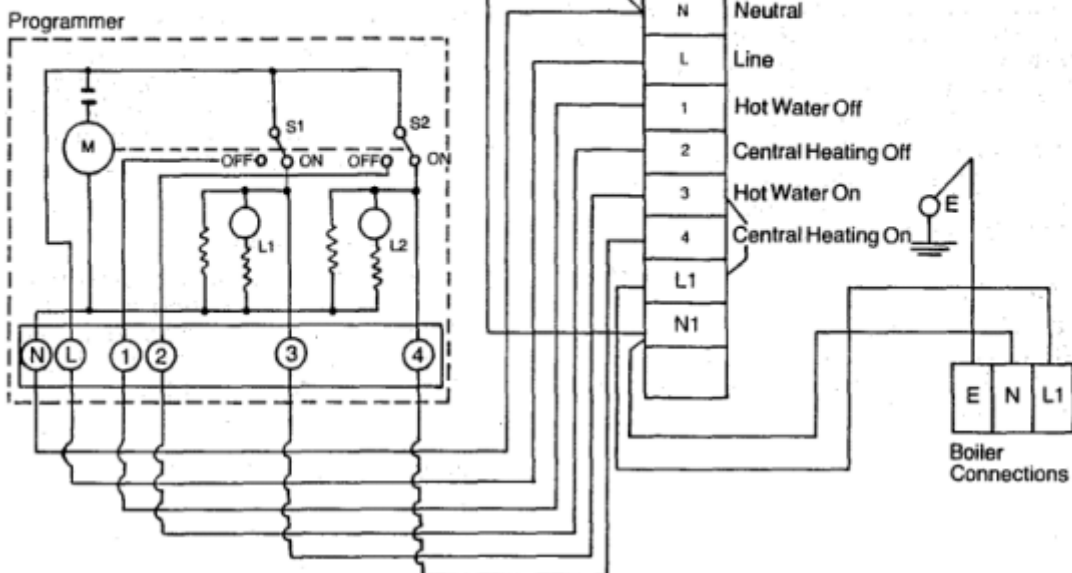 Programmer
M
S1
S2
OFF ON OFF ON
L1
L2
N L 1 2 3 4
N Neutral
L Line
1 Hot Water Off
2 Central Heating Off
3 Hot Water On
4 Central Heating On
L1
N1
E
E N L1
Boiler
Connections